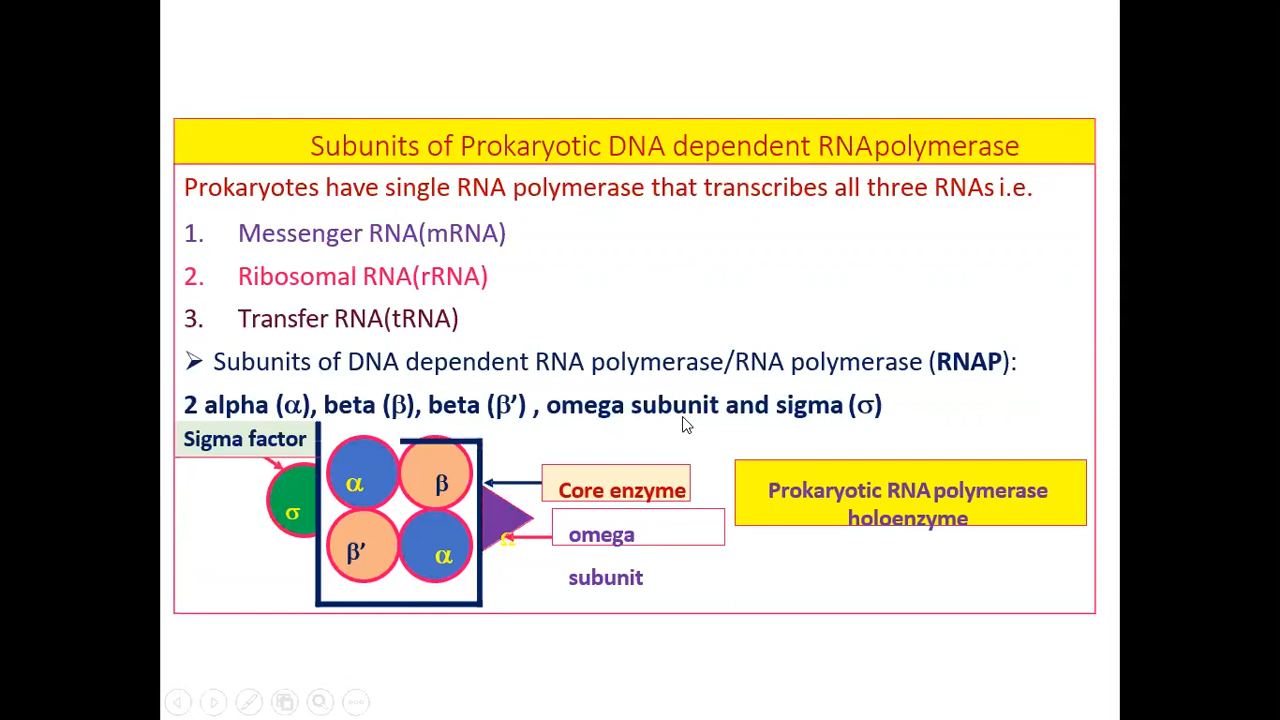 Subunits of Prokaryotic DNA dependent RNApolymerase
Prokaryotes have single RNA polymerase that transcribes all three RNAs i.e.
1. Messenger RNA(mRNA)
2. Ribosomal RNA(rRNA)
3. Transfer RNA(tRNA)
➢ Subunits of DNA dependent RNA polymerase/RNA polymerase (RNAP):
2 alpha (α), beta (β), beta (β’) , omega subunit and sigma (σ)
Sigma factor
σ
α
β
β’
α
Core enzyme
omega
subunit
Prokaryotic RNA polymerase
holoenzyme